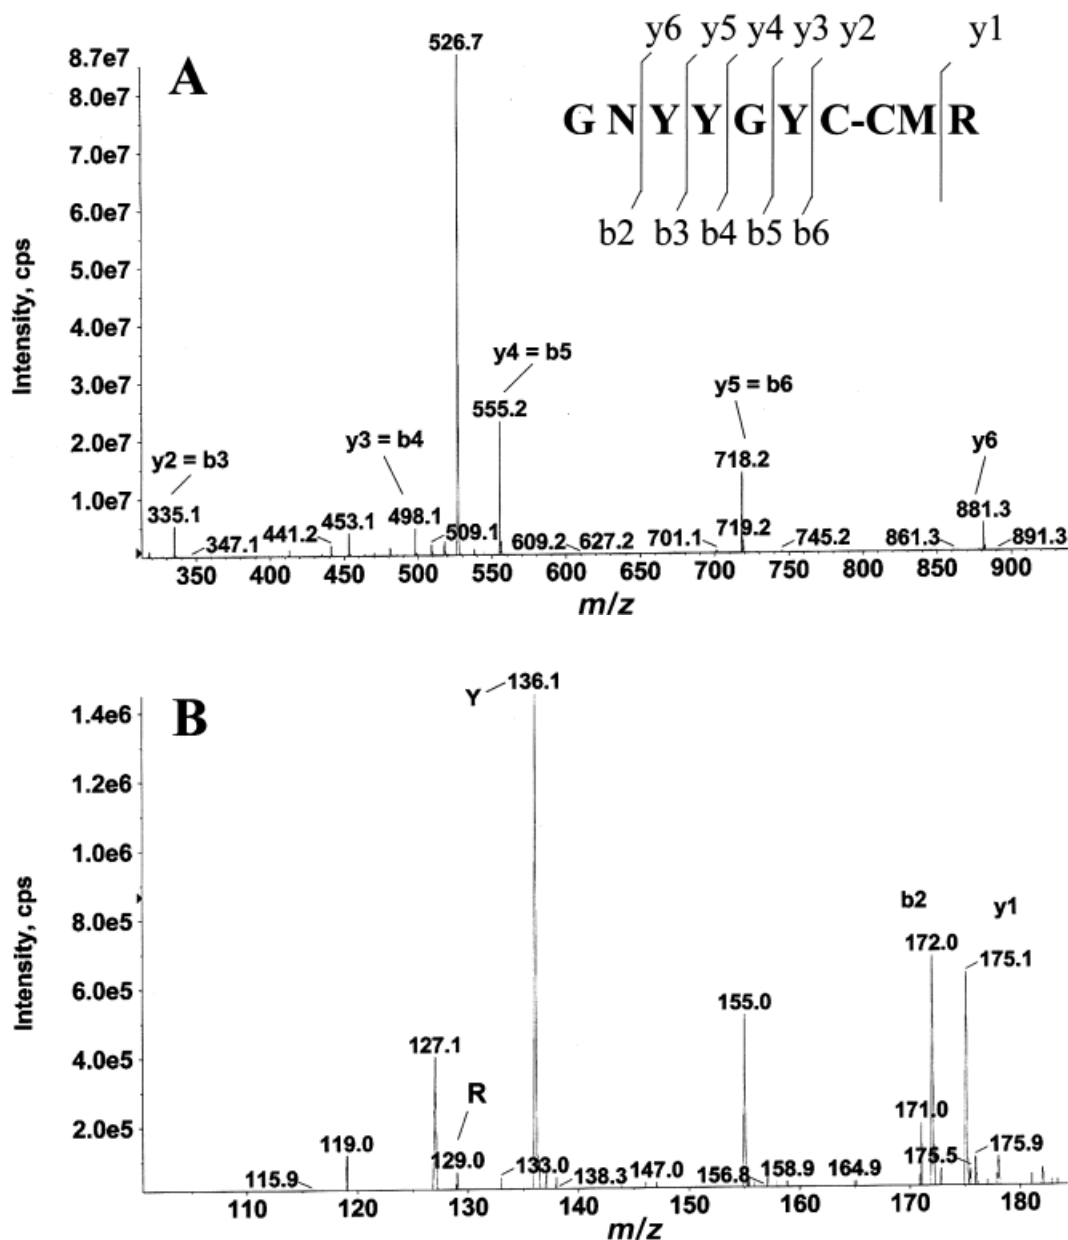 A
y6 y5 y4 y3 y2 y1
G N Y Y G Y C-CM R
b2 b3 b4 b5 b6
Intensity, cps
8.7e7
8.0e7
7.0e7
6.0e7
5.0e7
4.0e7
3.0e7
2.0e7
1.0e7
526.7
y4 = b5
555.2
y5 = b6
718.2
719.2
y3 = b4
498.1
y2 = b3
335.1
347.1
441.2
453.1
509.1
609.2
627.2
701.1
745.2
861.3
y6
881.3
891.3
350 400 450 500 550 600 650 700 750 800 850 900
m/z
B
Intensity, cps
1.4e6
1.2e6
1.0e6
8.0e5
6.0e5
4.0e5
2.0e5
Y
136.1
b2
172.0
y1
175.1
155.0
127.1
R
129.0
119.0
115.9
133.0
138.3
147.0
156.8
158.9
164.9
171.0
175.5
175.9
110 120 130 140 150 160 170 180
m/z